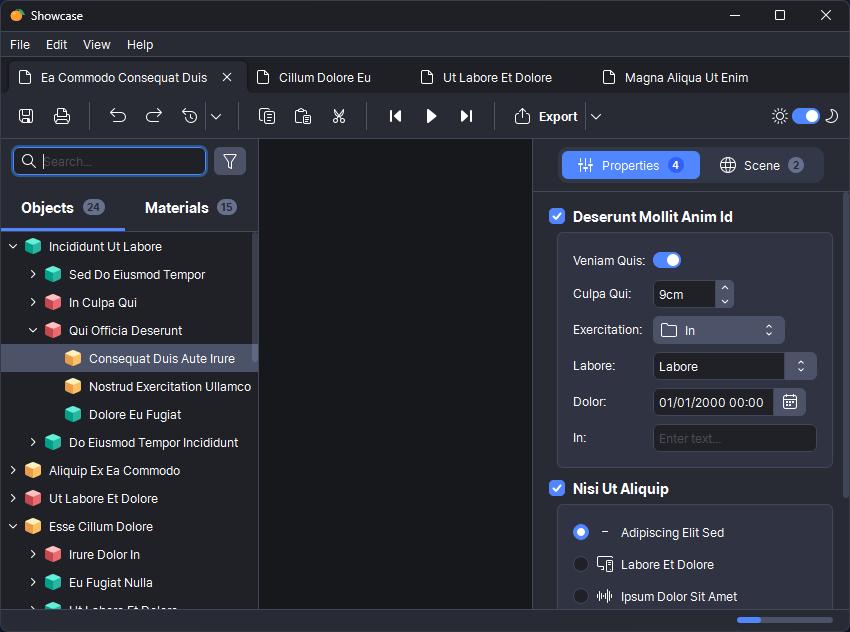 Showcase
File Edit View Help
Ea Commodo Consequat Duis Cillum Dolore Eu Ut Labore Et Dolore Magna Aliqua Ut Enim
Export
Search...
Properties 4 Scene 2
Objects 24 Materials 15
Incididunt Ut Labore
Sed Do Eiusmod Tempor
In Culpa Qui
Qui Officia Deserunt
Consequat Duis Aute Irure
Nostrud Exercitation Ullamco
Dolore Eu Fugiat
Do Eiusmod Tempor Incididunt
Aliquip Ex Ea Commodo
Ut Labore Et Dolore
Esse Cillum Dolore
Irure Dolor In
Eu Fugiat Nulla
Ut Labore Et Dolore
Deserunt Mollit Anim Id
Veniam Quis:
Culpa Qui: 9cm
Exercitation: In
Labore: Labore
Dolor: 01/01/2000 00:00
In: Enter text...
Nisi Ut Aliquip
Adipiscing Elit Sed
Labore Et Dolore
Ipsum Dolor Sit Amet